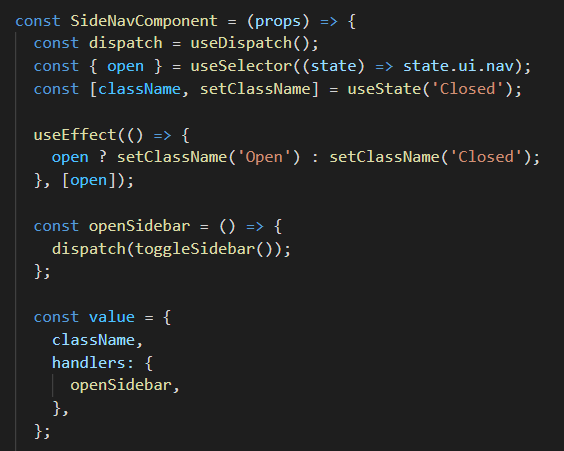 const SideNavComponent = (props) => {
  const dispatch = useDispatch();
  const { open } = useSelector((state) => state.ui.nav);
  const [className, setClassName] = useState('Closed');

  useEffect(() => {
    open ? setClassName('Open') : setClassName('Closed');
  }, [open]);

  const openSidebar = () => {
    dispatch(toggleSidebar());
  };

  const value = {
    className,
    handlers: {
      openSidebar,
    },
  };